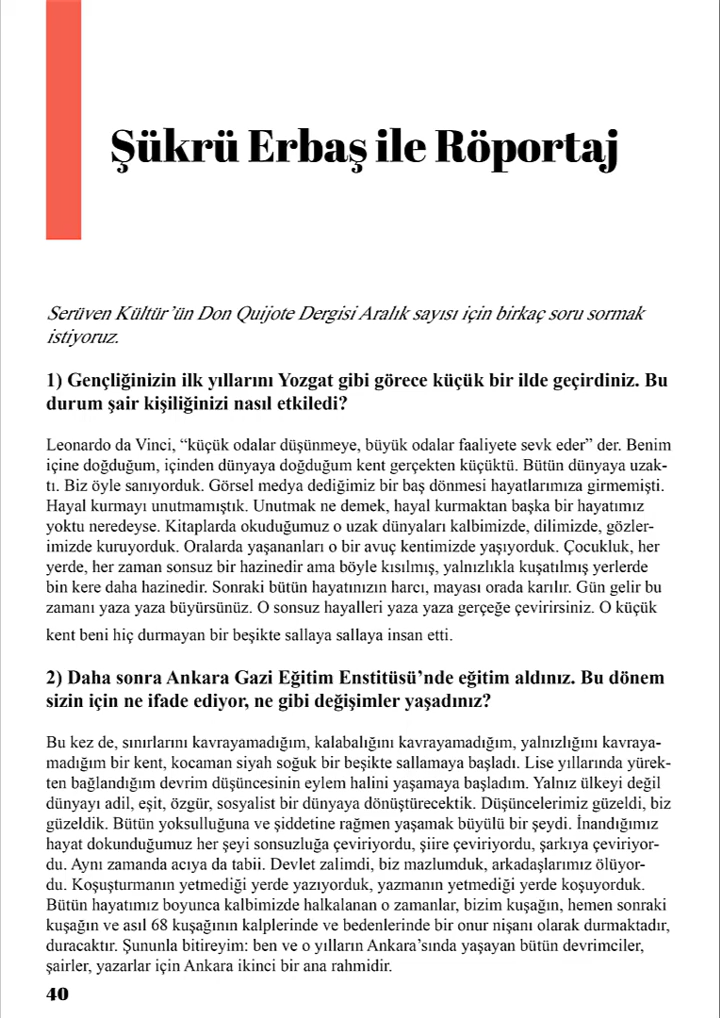 Şükrü Erbaş ile Röportaj
Serüven Kültür’ün Don Quijote Dergisi Aralık sayısı için birkaç soru sormak
istiyoruz.
1) Gençliğinizin ilk yıllarını Yozgat gibi görece küçük bir ilde geçirdiniz. Bu
durum şair kişiliğinizi nasıl etkiledi?
Leonardo da Vinci, “küçük odalar düşünmeye, büyük odalar faaliyete sevk eder” der. Benim
içine doğduğum, içinden dünyaya doğduğum kent gerçekten küçüktü. Bütün dünyaya uzak-
tı. Biz öyle sanıyorduk. Görsel medya dediğimiz bir baş dönmesi hayatlarımıza girmemişti.
Hayal kurmayı unutmamıştık. Unutmak ne demek, hayal kurmaktan başka bir hayatımız
yoktu neredeyse. Kitaplarda okuduğumuz o uzak dünyaları kalbimizde, dilimizde, gözler-
imizde kuruyorduk. Oralarda yaşananları o bir avuç kentimizde yaşıyorduk. Çocukluk, her
yerde, her zaman sonsuz bir hazinedir ama böyle kısılmış, yalnızlıkla kuşatılmış yerlerde
bin kere daha hazinedir. Sonraki bütün hayatınızın harcı, mayası orada karılır. Gün gelir bu
zamanı yaza yaza büyürsünüz. O sonsuz hayalleri yaza yaza gerçeğe çevirirsiniz. O küçük
kent beni hiç durmayan bir beşikte sallaya sallaya insan etti.
2) Daha sonra Ankara Gazi Eğitim Enstitüsü’nde eğitim aldınız. Bu dönem
sizin için ne ifade ediyor, ne gibi değişimler yaşadınız?
Bu kez de, sınırlarını kavrayamadığım, kalabalığını kavrayamadığım, yalnızlığını kavraya-
madığım bir kent, kocaman siyah soğuk bir beşikte sallamaya başladı. Lise yıllarında yürek-
ten bağlandığım devrim düşüncesinin eylem halini yaşamaya başladım. Yalnız ülkeyi değil
dünyayı adil, eşit, özgür, sosyalist bir dünyaya dönüştürecektik. Düşüncelerimiz güzeldi, biz
güzeldik. Bütün yoksulluğuna ve şiddetine rağmen yaşamak büyülü bir şeydi. İnandığımız
hayat dokunduğumuz her şeyi sonsuzluğa çeviriyordu, şiire çeviriyordu, şarkıya çeviriyor-
du. Aynı zamanda acıya da tabii. Devlet zalimdi, biz mazlumduk, arkadaşlarımız ölüyor-
du. Koşuşturmanın yetmediği yerde yazıyorduk, yazmanın yetmediği yerde koşuyorduk.
Bütün hayatımız boyunca kalbimizde halkalanan o zamanlar, bizim kuşağın, hemen sonraki
kuşağın ve asıl 68 kuşağının kalplerinde ve bedenlerinde bir onur nişanı olarak durmaktadır,
duracaktır. Şununla bitireyim: ben ve o yılların Ankara’sında yaşayan bütün devrimciler,
şairler, yazarlar için Ankara ikinci bir ana rahmidir.
40